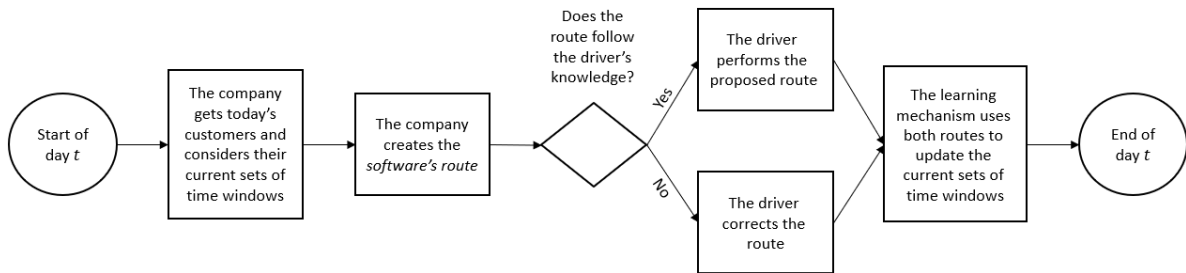 Start of
day t
The company
gets today's
customers and
considers their
current sets of
time windows
The company
creates the
software's route
Does the
route follow
the driver's
knowledge?
Yes
No
The driver
performs the
proposed route
The driver
corrects the
route
The learning
mechanism uses
both routes to
update the
current sets of
time windows
End of
day t